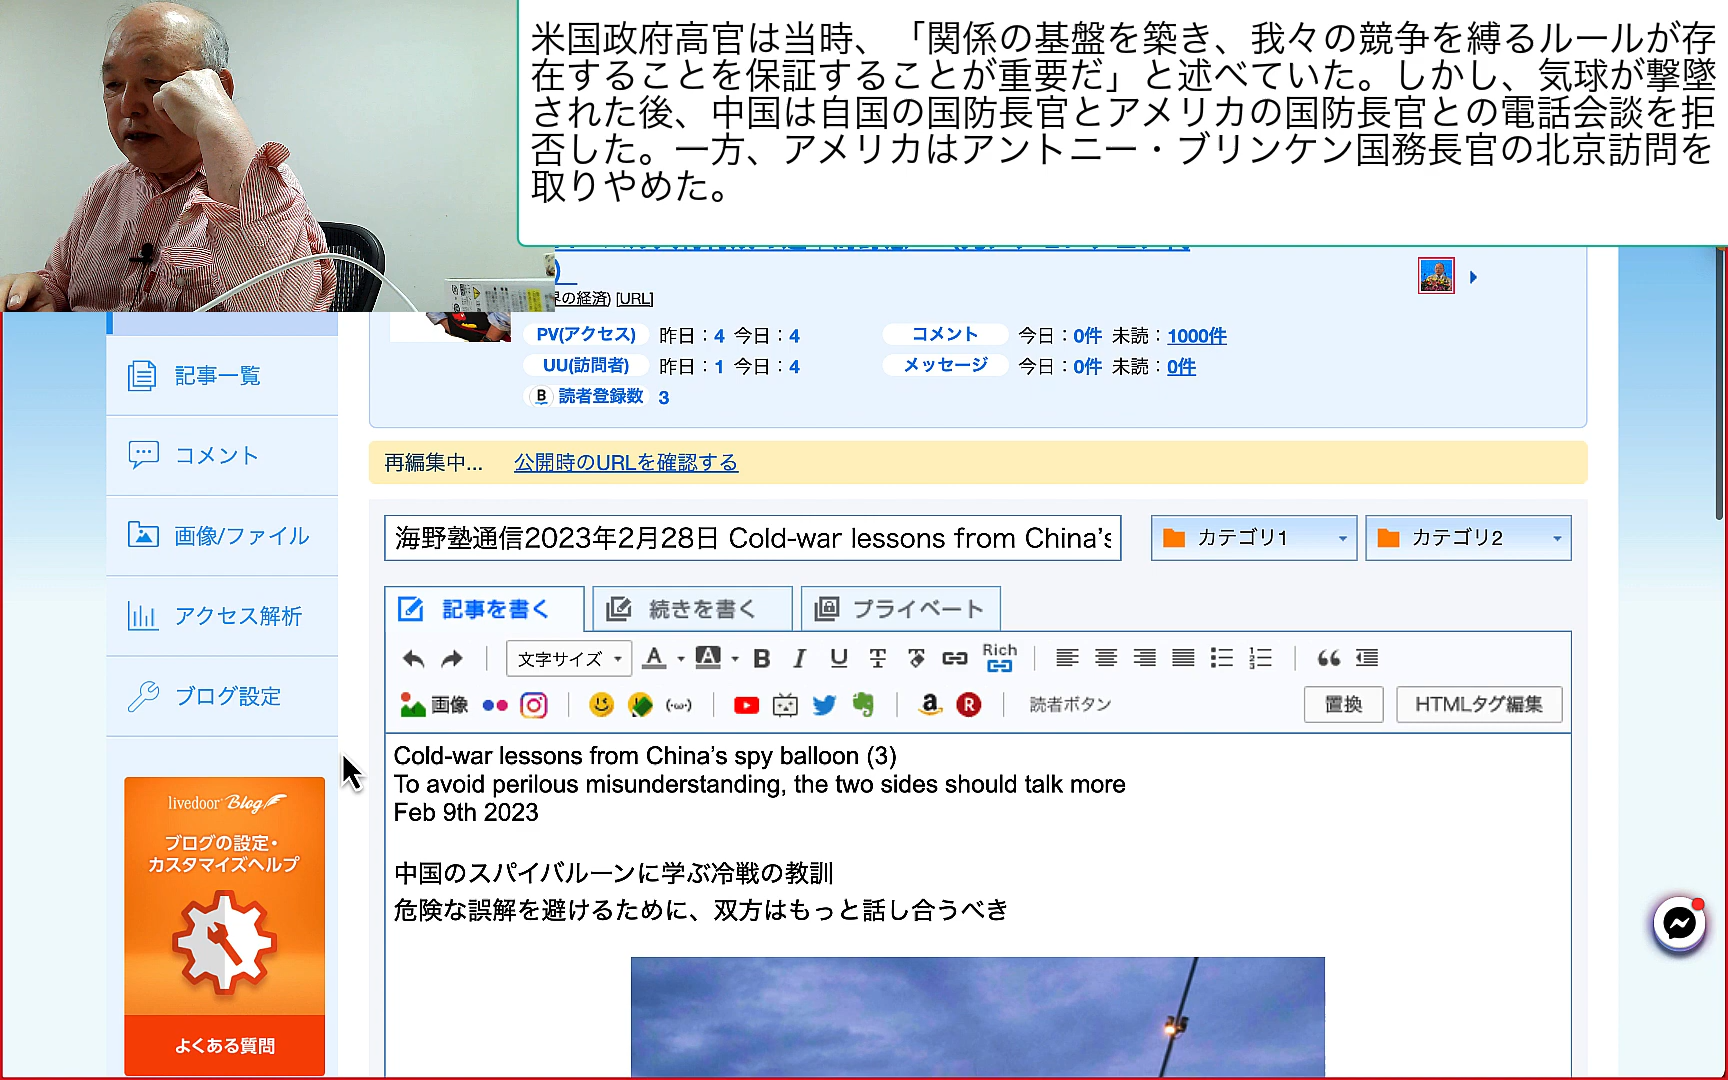 米国政府高官は当時、「関係の基盤を築き、我々の競争を縛るルールが存
在することを保証することが重要だ」と述べていた。しかし、気球が撃墜
された後、中国は自国の国防長官とアメリカの国防長官との電話会談を拒
否した。一方、アメリカはアントニー・ブリンケン国務長官の北京訪問を
取りやめた。
界の経済) [URL]
PV(アクセス) 昨日:4 今日:4 コメント 今日:0件 未読:1000件
UU(訪問者) 昨日:1 今日:4 メッセージ 今日:0件 未読:0件
B 読者登録数 3
記事一覧
コメント
画像/ファイル
アクセス解析
ブログ設定
livedoor Blog
ブログの設定・
カスタマイズヘルプ
よくある質問
再編集中... 公開時のURLを確認する
海野塾通信2023年2月28日 Cold-war lessons from China's カテゴリ1 カテゴリ2
記事を書く 続きを書く プライベート
文字サイズ A A B I U T Rich
画像 読者ボタン 置換 HTMLタグ編集
Cold-war lessons from China's spy balloon (3)
To avoid perilous misunderstanding, the two sides should talk more
Feb 9th 2023
中国のスパイバルーンに学ぶ冷戦の教訓
危険な誤解を避けるために、双方はもっと話し合うべき